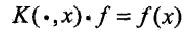 K(·,x)·f = f(x)